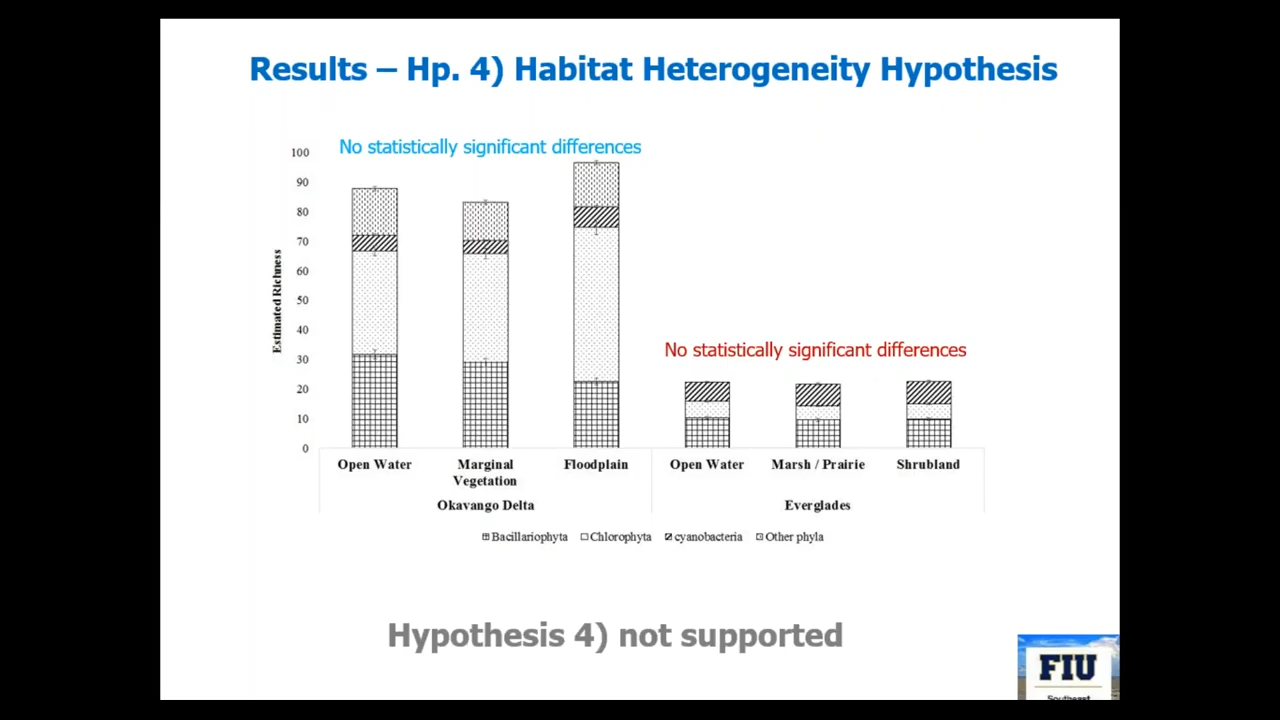 Results – Hp. 4) Habitat Heterogeneity Hypothesis
No statistically significant differences
100
90
80
70
60
50
40
30
20
10
0
Estimated Richness
No statistically significant differences
Open Water
Marginal Vegetation
Floodplain
Open Water
Marsh / Prairie
Shrubland
Okavango Delta
Everglades
Bacillariophyta Chlorophyta cyanobacteria Other phyla
Hypothesis 4) not supported
FIU
Southeast